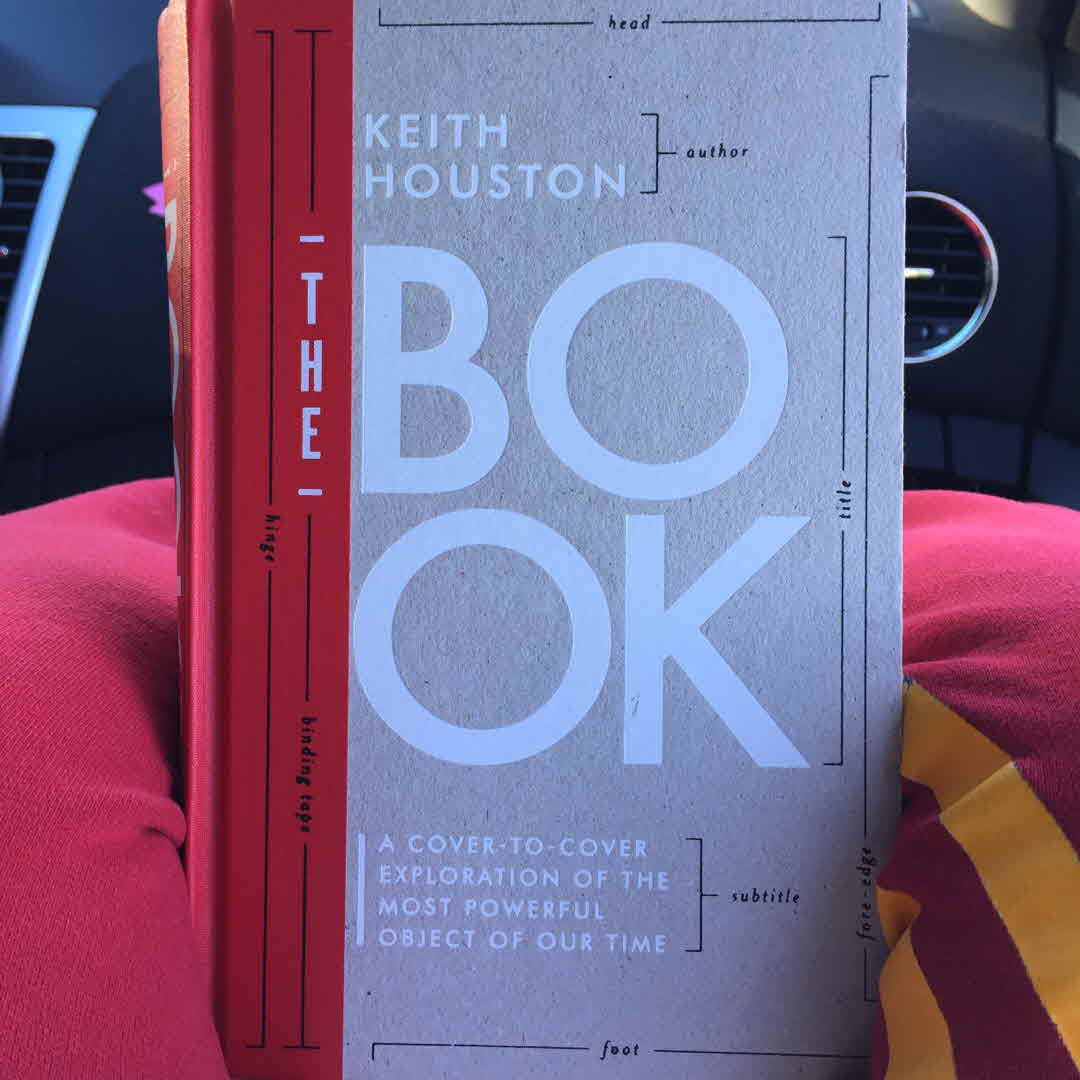 head
KEITH
HOUSTON
author
- THE -
BO
OK
title
hinge
binding tape
A COVER-TO-COVER
EXPLORATION OF THE
MOST POWERFUL
OBJECT OF OUR TIME
subtitle
fore-edge
foot